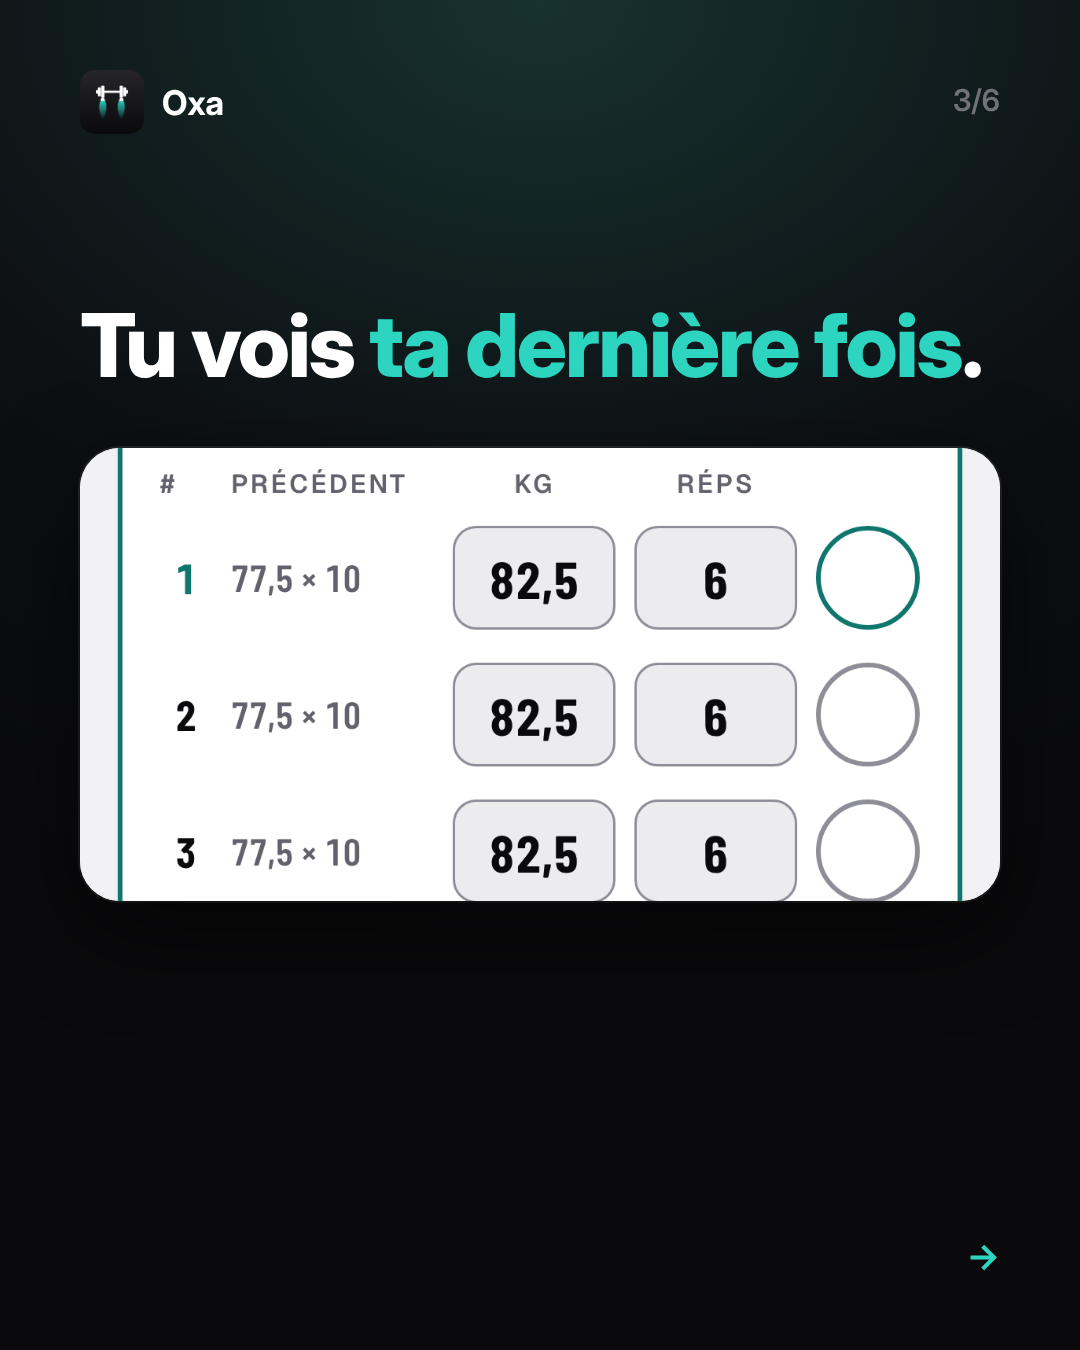 Oxa
3/6
Tu vois ta dernière fois.
# PRÉCÉDENT KG RÉPS
1 77,5 × 10 82,5 6
2 77,5 × 10 82,5 6
3 77,5 × 10 82,5 6
→